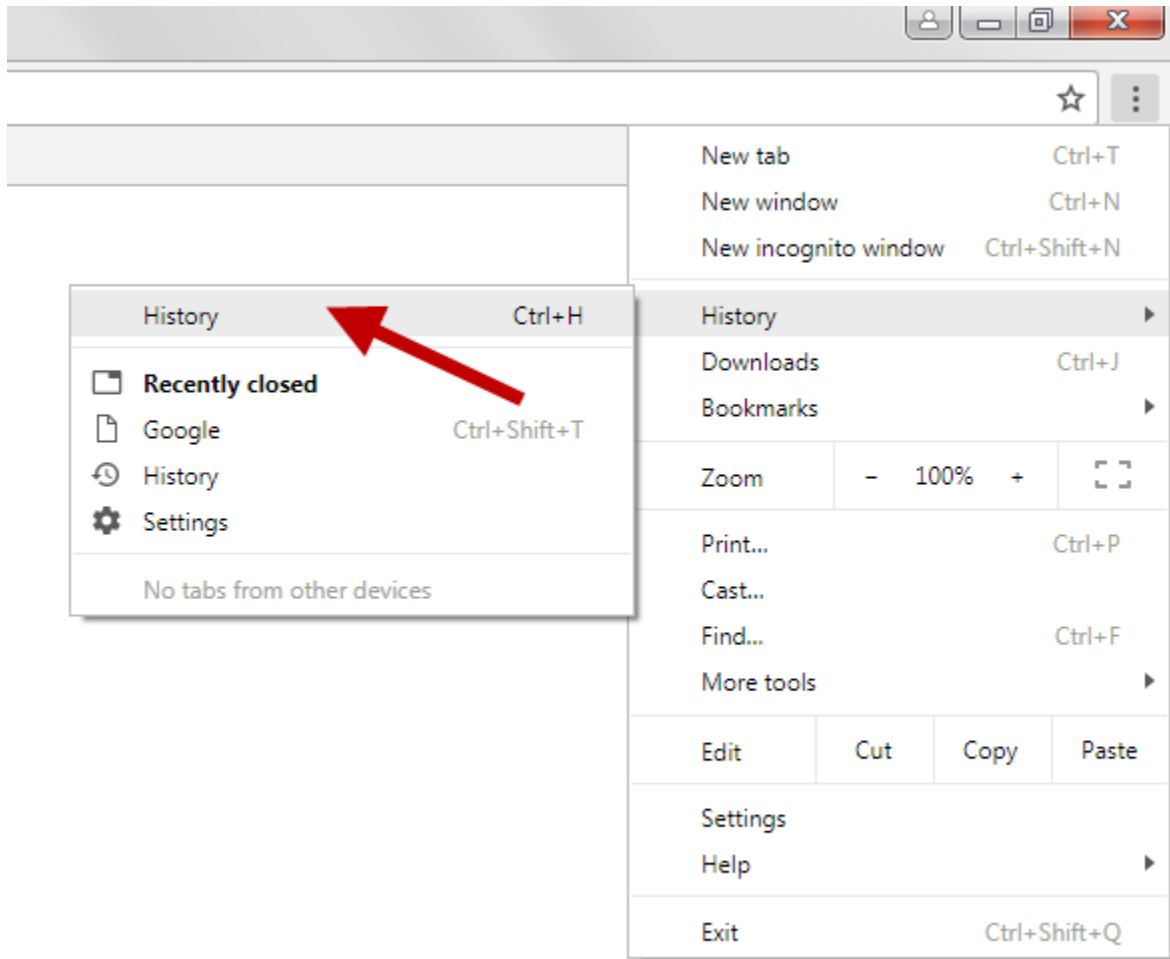 New tab Ctrl+T
New window Ctrl+N
New incognito window Ctrl+Shift+N
History
Downloads Ctrl+J
Bookmarks
Zoom – 100% +
Print... Ctrl+P
Cast...
Find... Ctrl+F
More tools
Edit Cut Copy Paste
Settings
Help
Exit Ctrl+Shift+Q
History Ctrl+H
Recently closed
Google Ctrl+Shift+T
History
Settings
No tabs from other devices